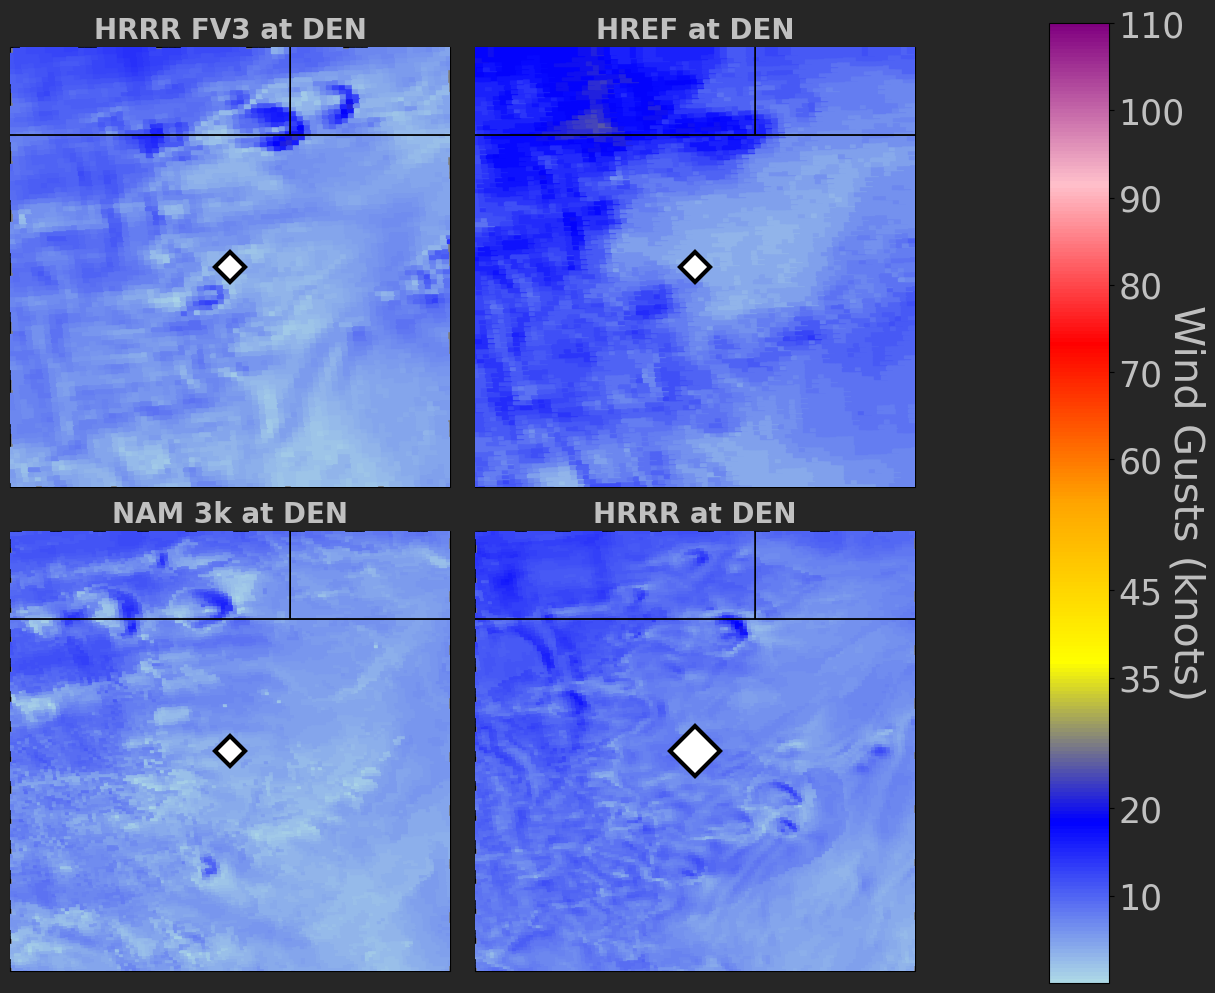 HRRR FV3 at DEN
HREF at DEN
NAM 3k at DEN
HRRR at DEN
110
100
90
80
70
60
45
35
20
10
Wind Gusts (knots)